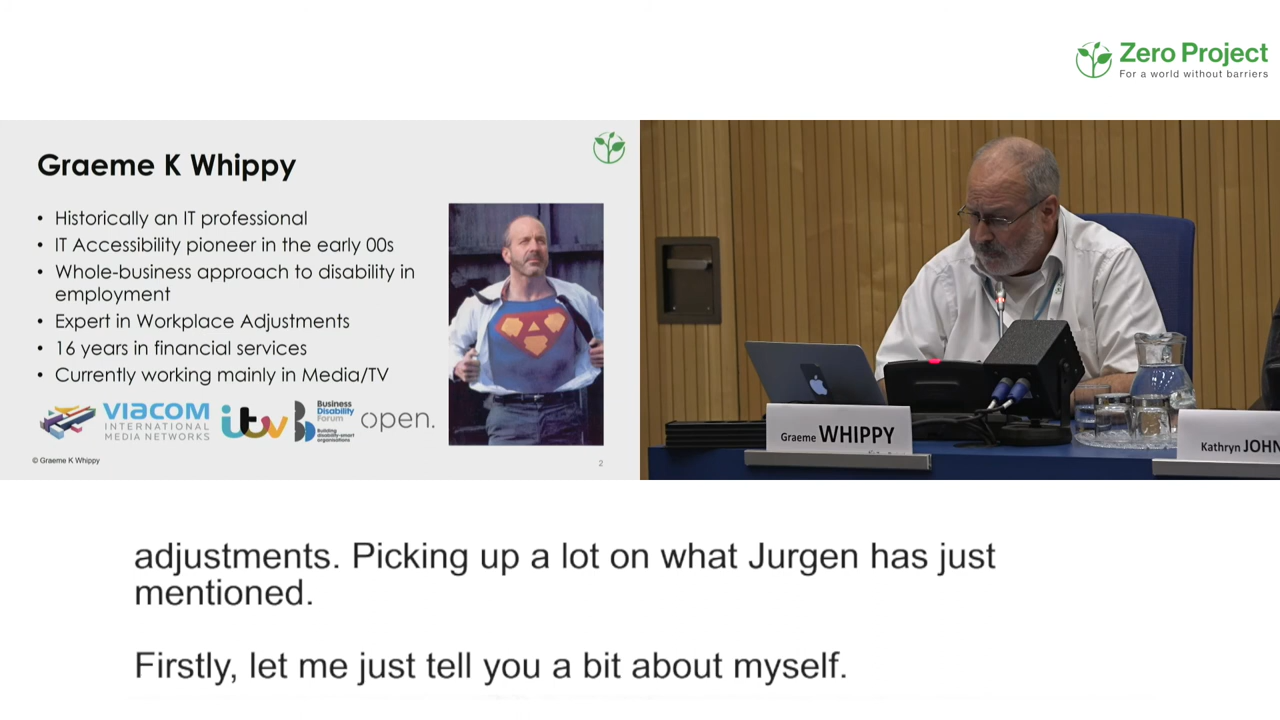 Zero Project
For a world without barriers
Graeme K Whippy
• Historically an IT professional
• IT Accessibility pioneer in the early 00s
• Whole-business approach to disability in
employment
• Expert in Workplace Adjustments
• 16 years in financial services
• Currently working mainly in Media/TV
VIACOM
INTERNATIONAL
MEDIA NETWORKS
itv
Business
Disability
Forum
Building
disability-smart
organisations
open.
© Graeme K Whippy
2
Graeme WHIPPY
Kathryn JOHN
adjustments. Picking up a lot on what Jurgen has just
mentioned.
Firstly, let me just tell you a bit about myself.